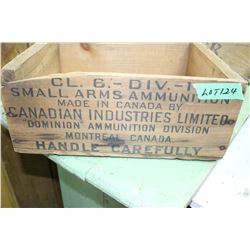 LOT 124
CL. 6.-DIV.-1
SMALL ARMS AMMUNITION
MADE IN CANADA BY
CANADIAN INDUSTRIES LIMITED
"DOMINION" AMMUNITION DIVISION
MONTREAL, CANADA.
HANDLE CAREFULLY